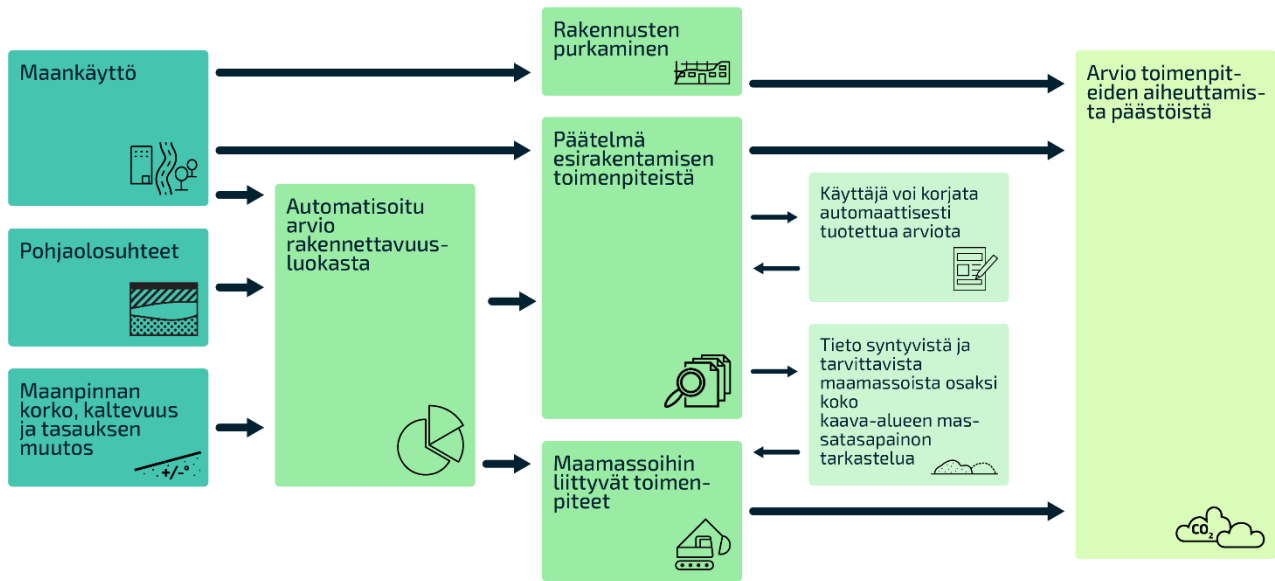 Maankäyttö
Pohjaolosuhteet
Maanpinnan
korko, kaltevuus
ja tasauksen
muutos
+/-°
Automatisoitu
arvio
rakennettavuus-
luokasta
Rakennusten
purkaminen
Päätelmä
esirakentamisen
toimenpiteistä
Maamassoihin
liittyvät toimen-
piteet
Käyttäjä voi korjata
automaattisesti
tuotettua arviota
Tieto syntyvistä ja
tarvittavista
maamassoista osaksi
koko
kaava-alueen mas-
satasapainon
tarkastelua
Arvio toimenpit-
eiden aiheuttamis-
ta päästöistä
CO₂